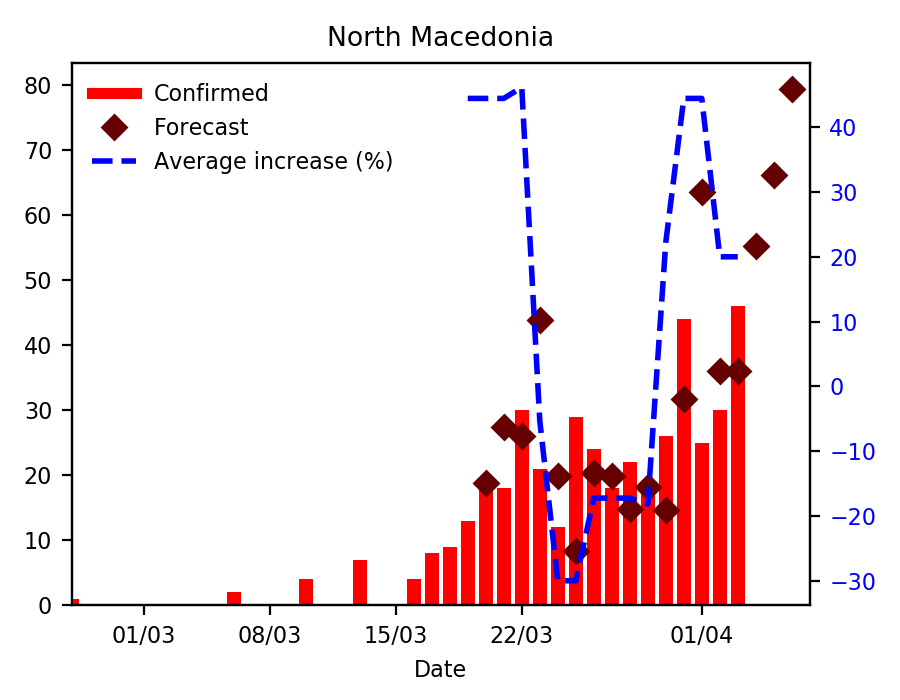 North Macedonia
Confirmed
Forecast
Average increase (%)
80
70
60
50
40
30
20
10
0
40
30
20
10
0
−10
−20
−30
01/03 08/03 15/03 22/03 01/04
Date